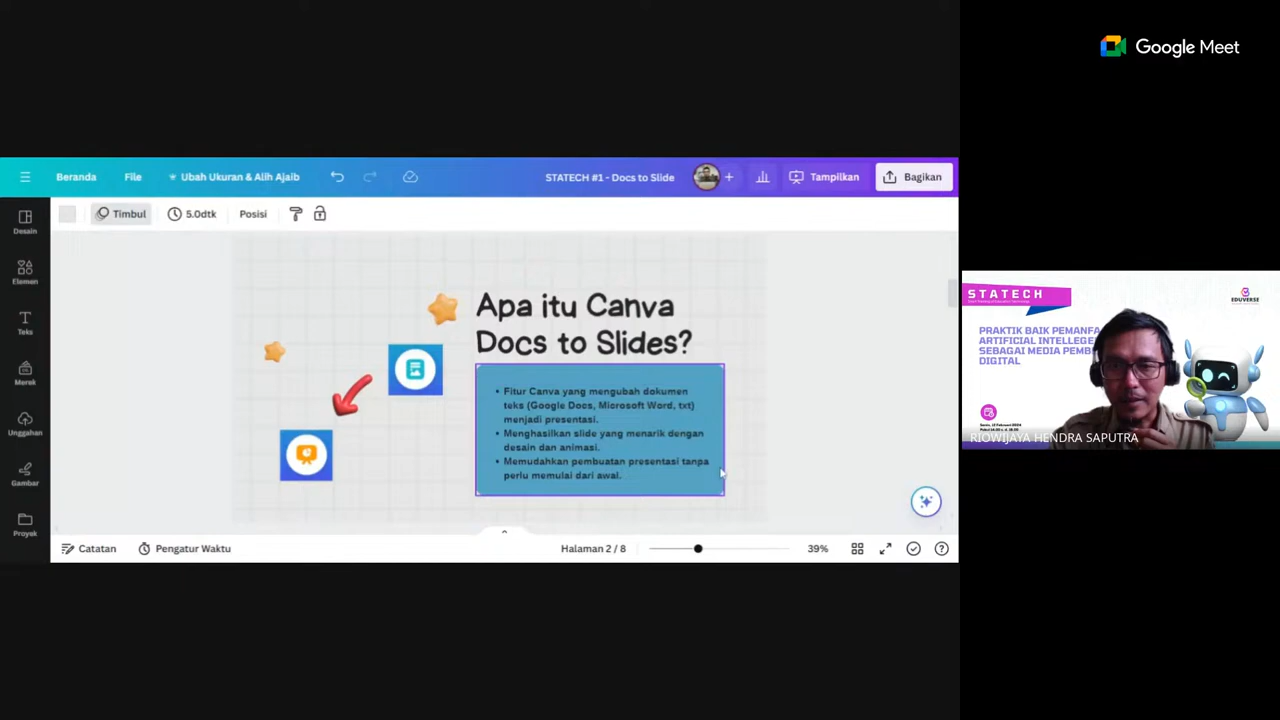 Google Meet
Beranda
File
Ubah Ukuran & Alih Ajaib
STATECH #1 - Docs to Slide
Tampilkan
Bagikan
Timbul
5.0dtk
Posisi
Desain
Elemen
Teks
Merek
Unggahan
Gambar
Proyek
Apa itu Canva
Docs to Slides?
• Fitur Canva yang mengubah dokumen
teks (Google Docs, Microsoft Word, txt)
menjadi presentasi.
• Menghasilkan slide yang menarik dengan
desain dan animasi.
• Memudahkan pembuatan presentasi tanpa
perlu memulai dari awal.
Catatan
Pengatur Waktu
Halaman 2 / 8
39%
STATECH
EDUVERSE
PRAKTIK BAIK PEMANFA
ARTIFICIAL INTELLEGE
SEBAGAI MEDIA PEMB
DIGITAL
RIOWIJAYA HENDRA SAPUTRA